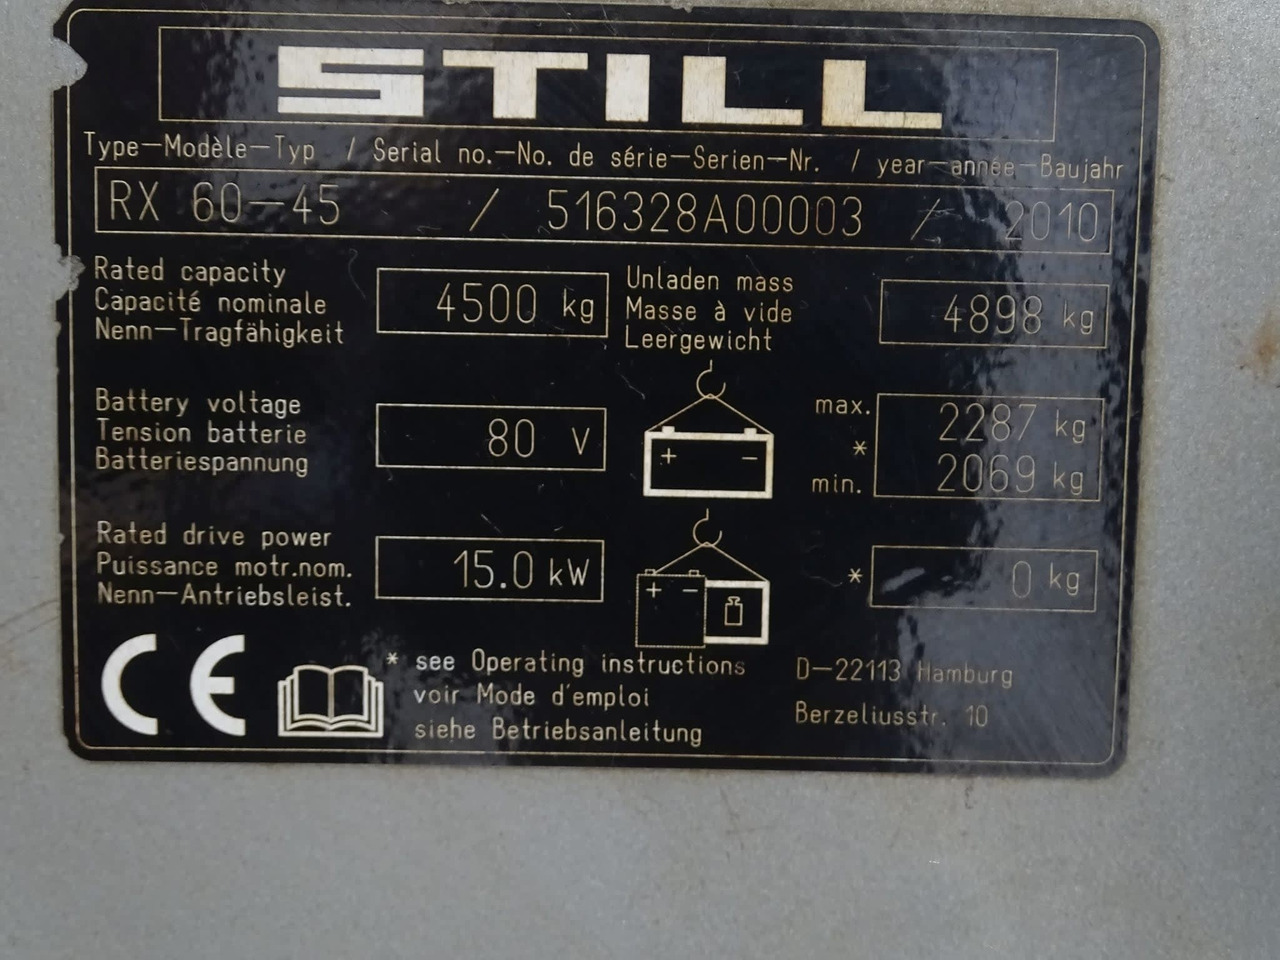 STILL
Type—Modèle—Typ / Serial no.—No. de série—Serien—Nr. / year—année—Baujahr
RX 60—45 / 516328A00003 / 2010
Rated capacity
Capacité nominale
Nenn—Tragfähigkeit
4500 kg
Unladen mass
Masse à vide
Leergewicht
4898 kg
Battery voltage
Tension batterie
Batteriespannung
80 V
+ −
max. 2287 kg
*
min. 2069 kg
Rated drive power
Puissance motr.nom.
Nenn—Antriebsleist.
15.0 kW
+ −
* 0 kg
CE
* see Operating instructions
voir Mode d'emploi
siehe Betriebsanleitung
D—22113 Hamburg
Berzeliusstr. 10